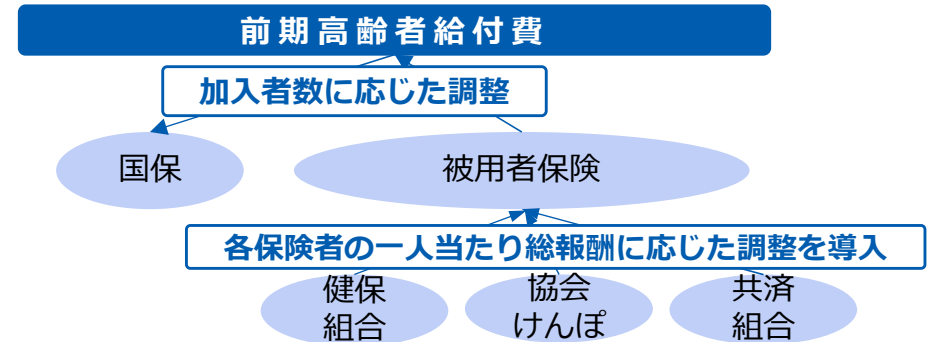 前期高齢者給付費
加入者数に応じた調整
国保
被用者保険
各保険者の一人当たり総報酬に応じた調整を導入
健保
組合
協会
けんぽ
共済
組合